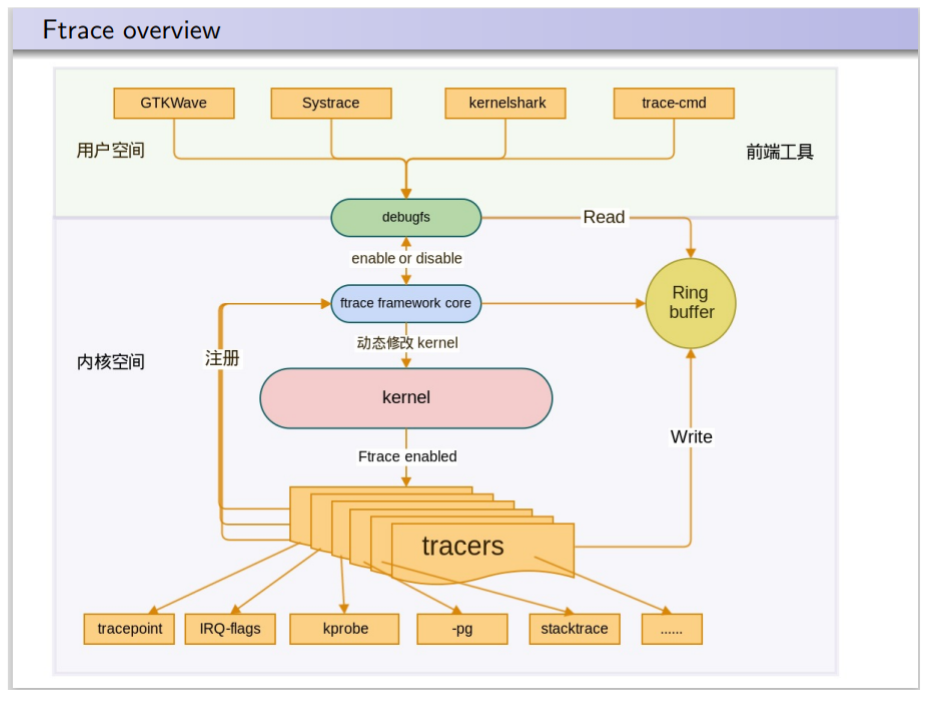 Ftrace overview
GTKWave
Systrace
kernelshark
trace-cmd
用户空间
前端工具
debugfs
Read
enable or disable
ftrace framework core
Ring
buffer
动态修改 kernel
注册
内核空间
kernel
Write
Ftrace enabled
tracers
tracepoint
IRQ-flags
kprobe
-pg
stacktrace
......